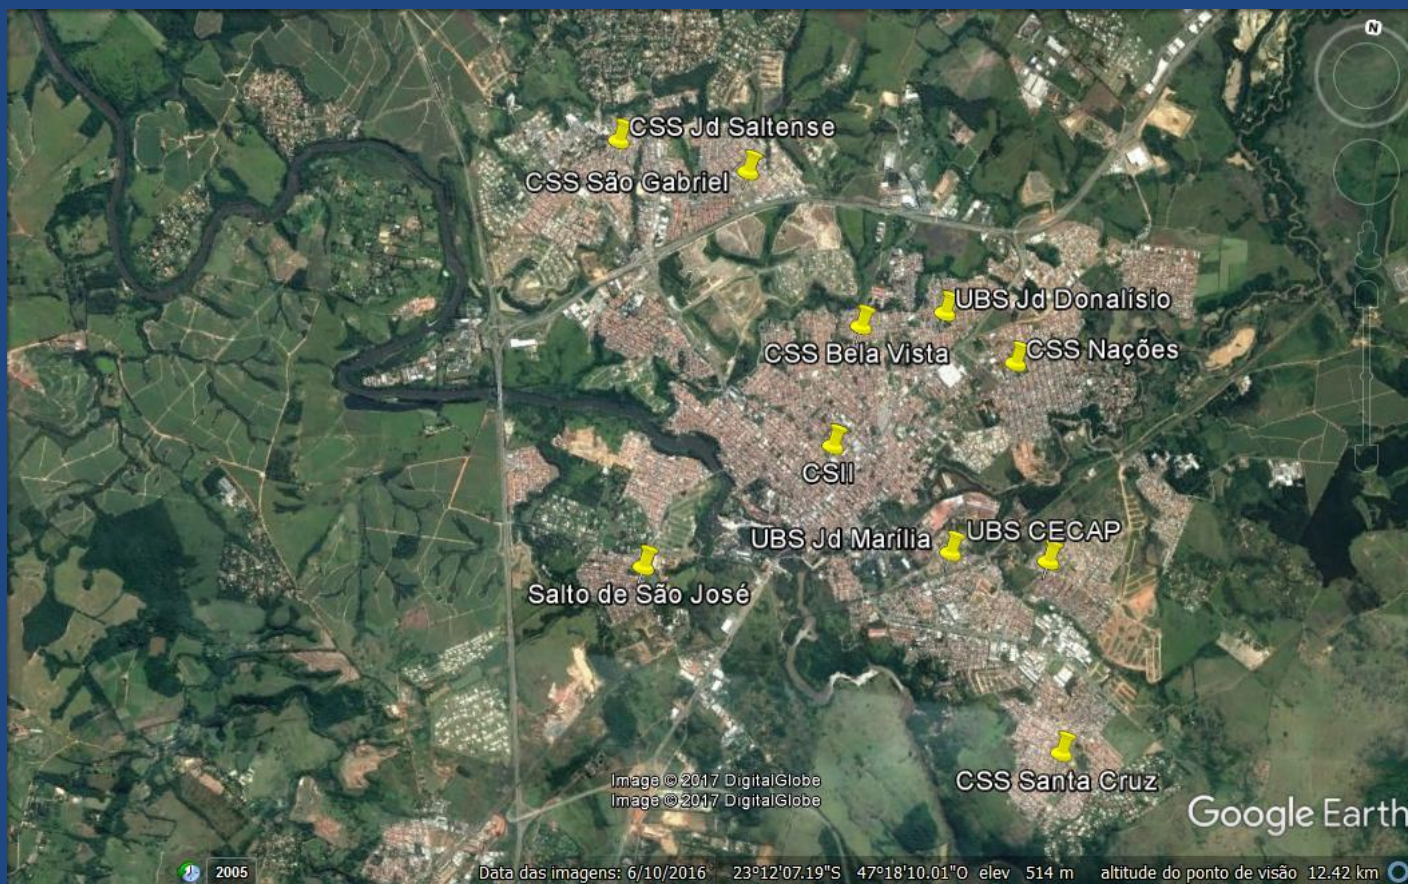 N
CSS Jd Saltense
CSS São Gabriel
UBS Jd Donalísio
CSS Bela Vista
CSS Nações
CSII
UBS Jd Marília
UBS CECAP
Salto de São José
CSS Santa Cruz
Image © 2017 DigitalGlobe
Image © 2017 DigitalGlobe
Google Earth
2005
Data das imagens: 6/10/2016 23°12'07.19"S 47°18'10.01"O elev 514 m altitude do ponto de visão 12.42 km